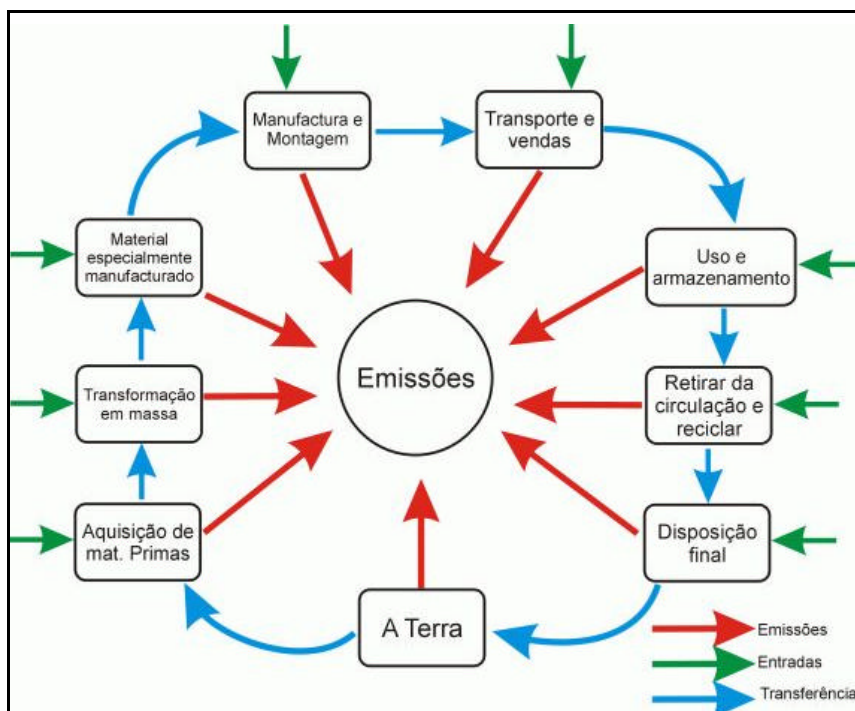 Manufactura e
Montagem
Transporte e
vendas
Material
especialmente
manufacturado
Uso e
armazenamento
Emissões
Transformação
em massa
Retirar da
circulação e
reciclar
Aquisição de
mat. Primas
Disposição
final
A Terra
Emissões
Entradas
Transferência